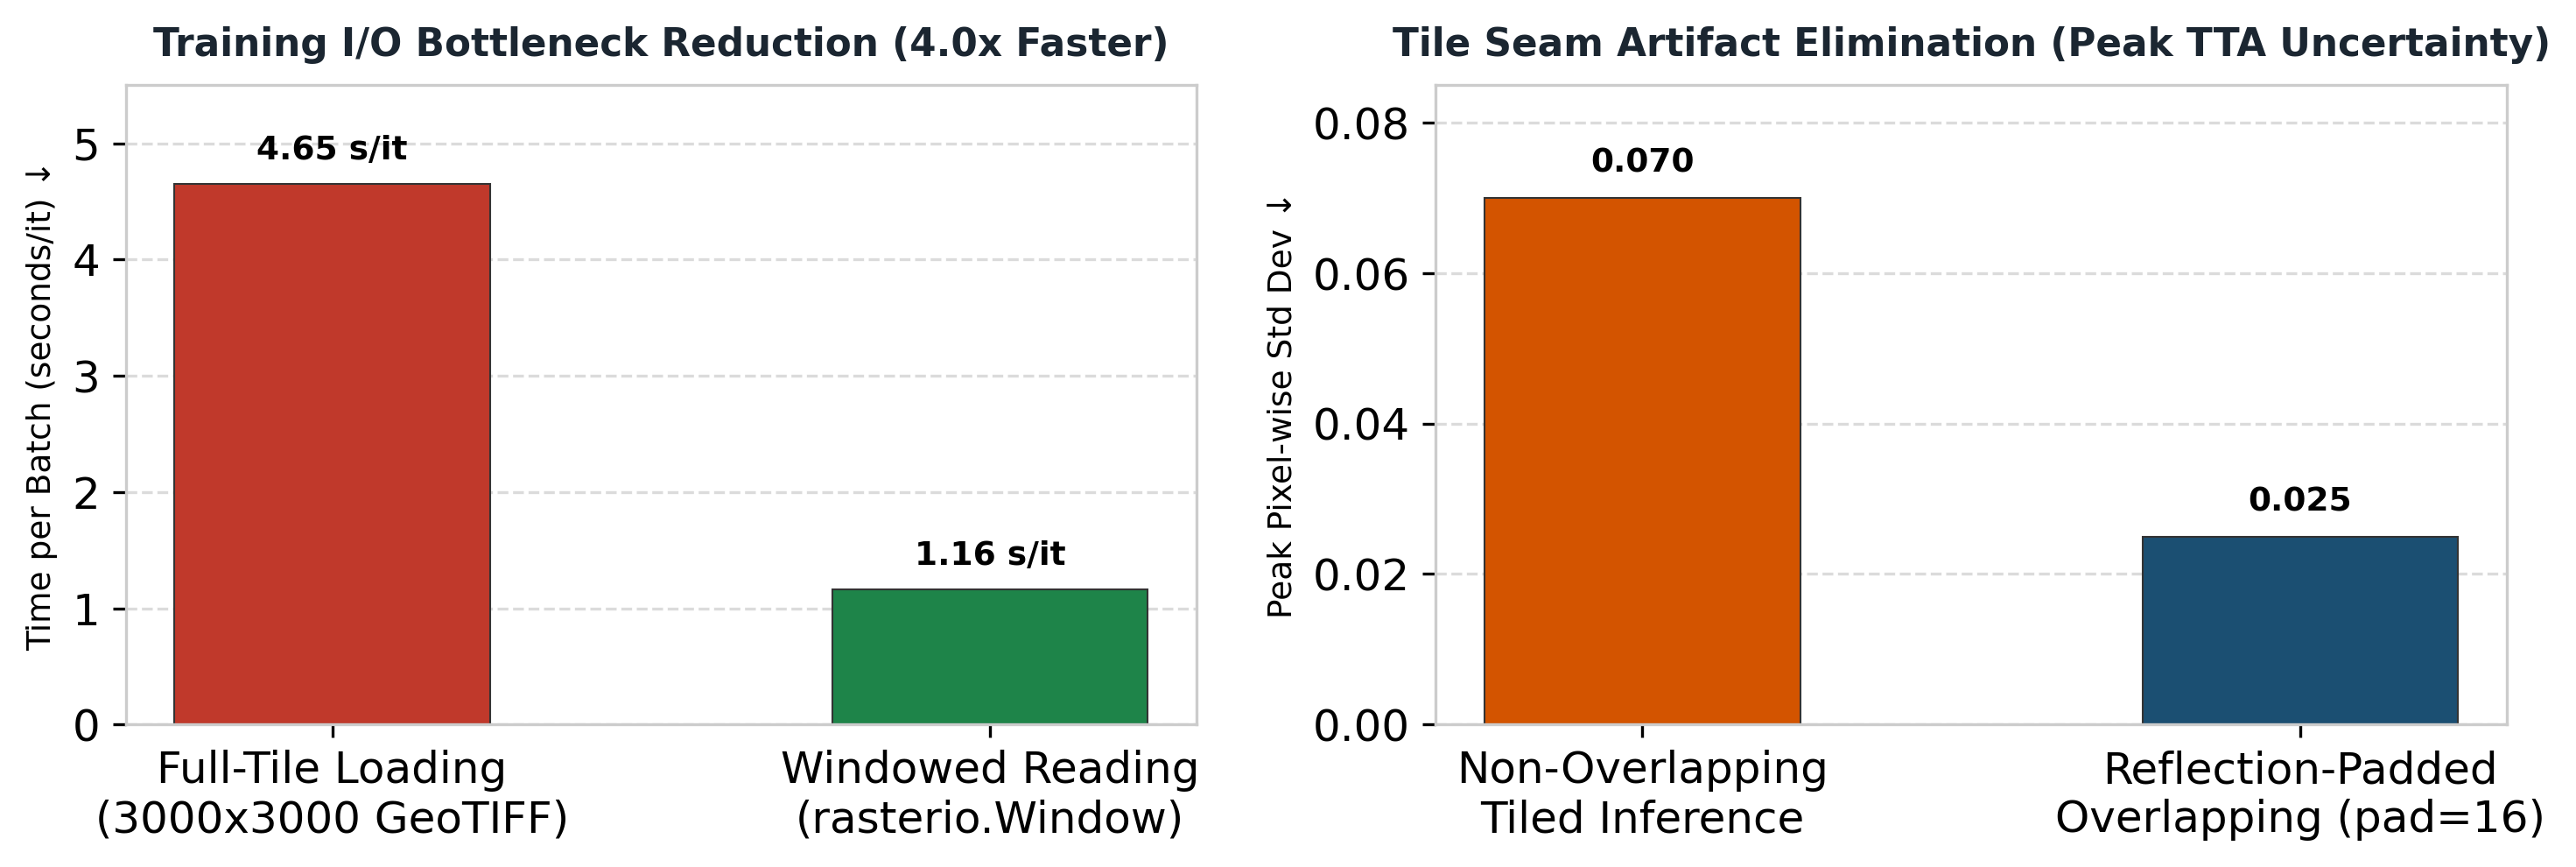 Training I/O Bottleneck Reduction (4.0x Faster)
Time per Batch (seconds/it) ↓
5
4
3
2
1
0
4.65 s/it
1.16 s/it
Full-Tile Loading
(3000x3000 GeoTIFF)
Windowed Reading
(rasterio.Window)
Tile Seam Artifact Elimination (Peak TTA Uncertainty)
Peak Pixel-wise Std Dev ↓
0.08
0.06
0.04
0.02
0.00
0.070
0.025
Non-Overlapping
Tiled Inference
Reflection-Padded
Overlapping (pad=16)